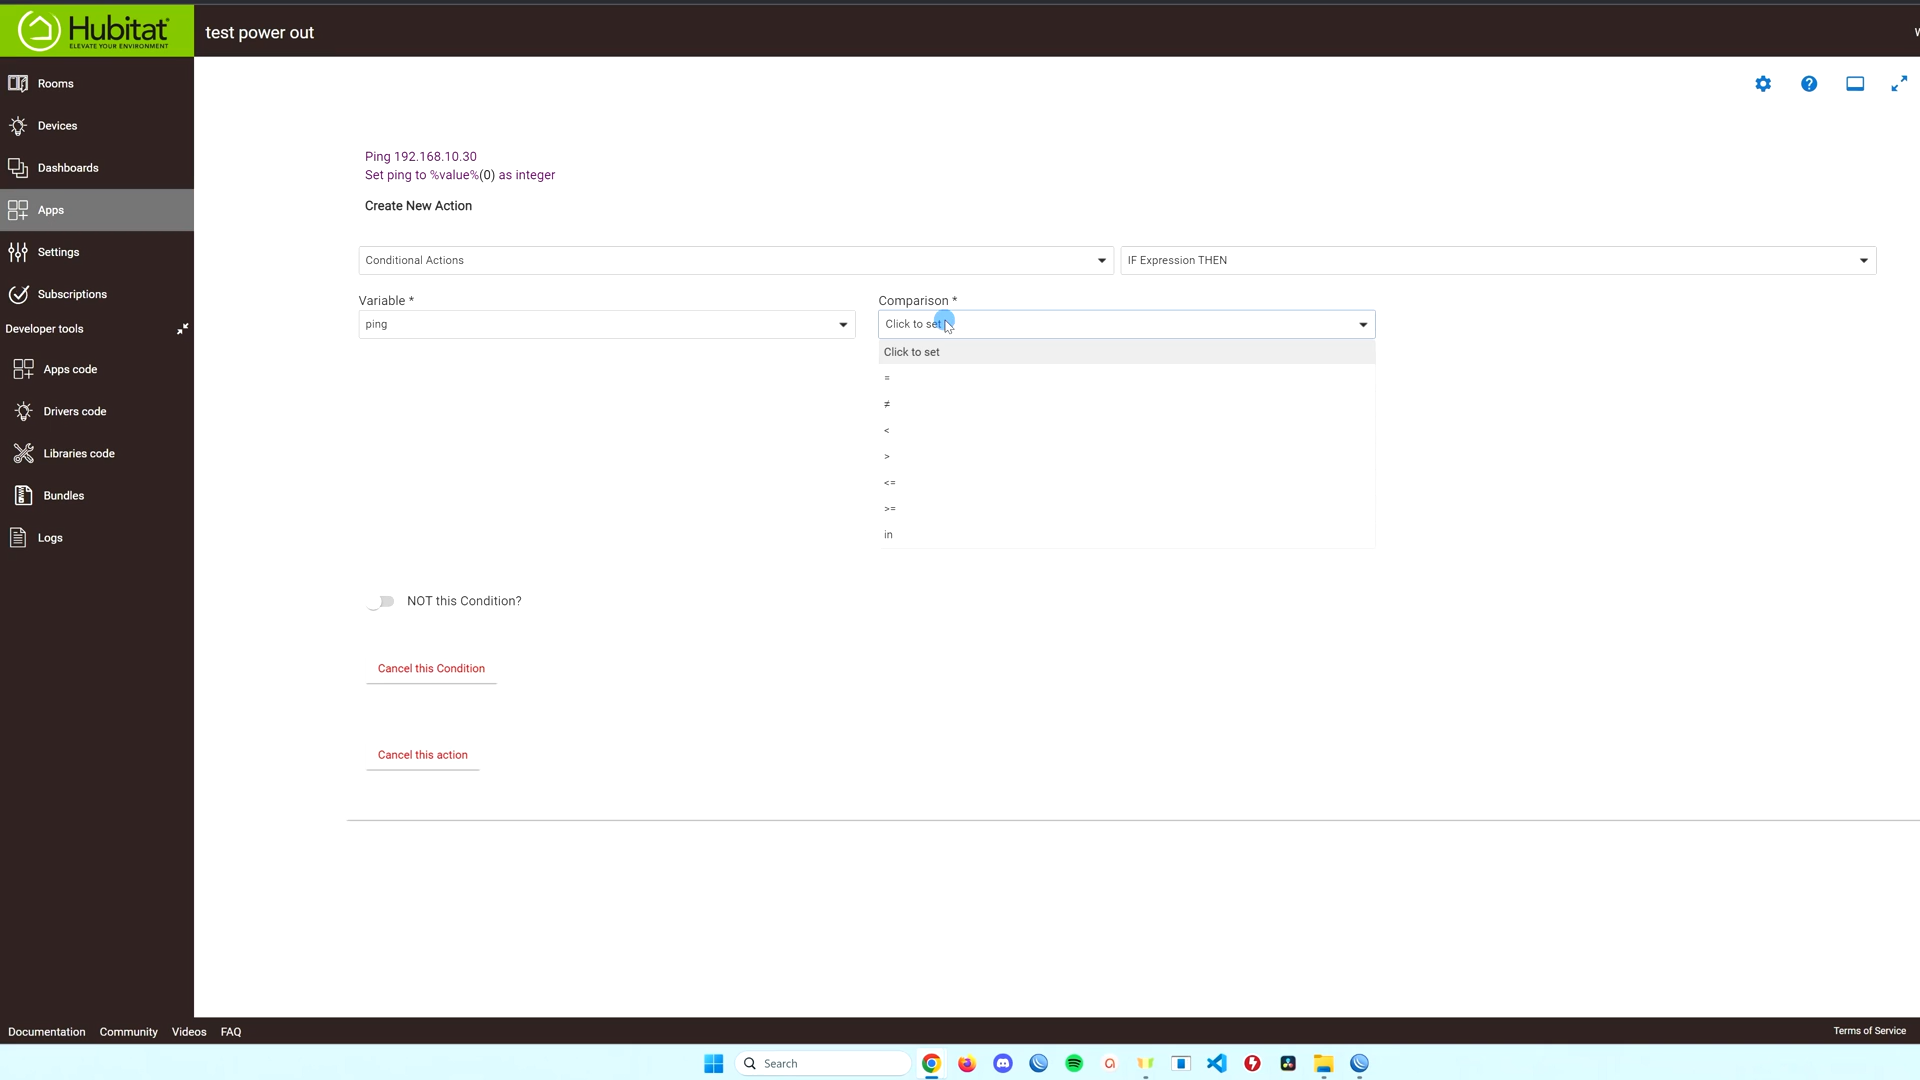 Hubitat
ELEVATE YOUR ENVIRONMENT
test power out
W
Rooms
Devices
Dashboards
Apps
Settings
Subscriptions
Developer tools
Apps code
Drivers code
Libraries code
Bundles
Logs
Ping 192.168.10.30
Set ping to %value%(0) as integer
Create New Action
Conditional Actions
IF Expression THEN
Variable *
Comparison *
ping
Click to set
Click to set
=
≠
<
>
<=
>=
in
NOT this Condition?
Cancel this Condition
Cancel this action
Documentation Community Videos FAQ
Terms of Service
Search